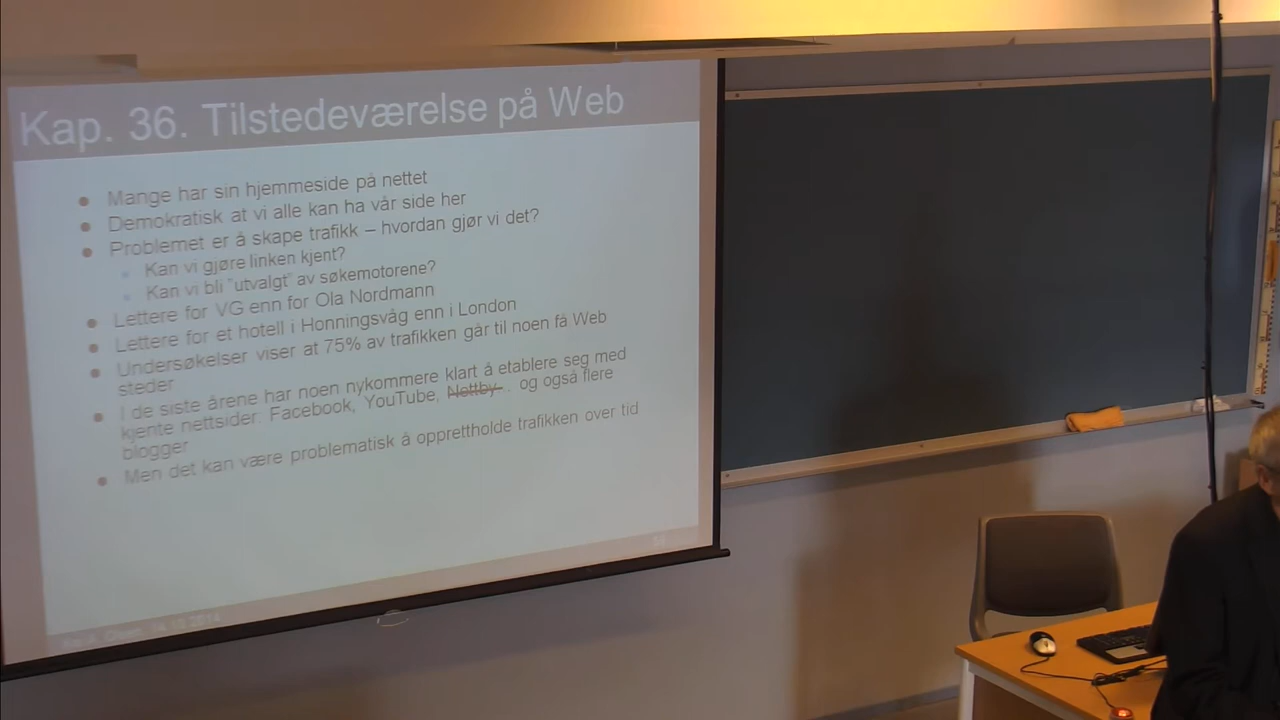 Kap. 36. Tilstedeværelse på Web
Mange har sin hjemmeside på nettet
Demokratisk at vi alle kan ha vår side her
Problemet er å skape trafikk – hvordan gjør vi det?
Kan vi gjøre linken kjent?
Kan vi bli "utvalgt" av søkemotorene?
Lettere for VG enn for Ola Nordmann
Lettere for et hotell i Honningsvåg enn i London
Undersøkelser viser at 75% av trafikken går til noen få Web
steder
I de siste årene har noen nykommere klart å etablere seg med
kjente nettsider: Facebook, YouTube, Nettby.. og også flere
blogger
Men det kan være problematisk å opprettholde trafikken over tid
Olsen